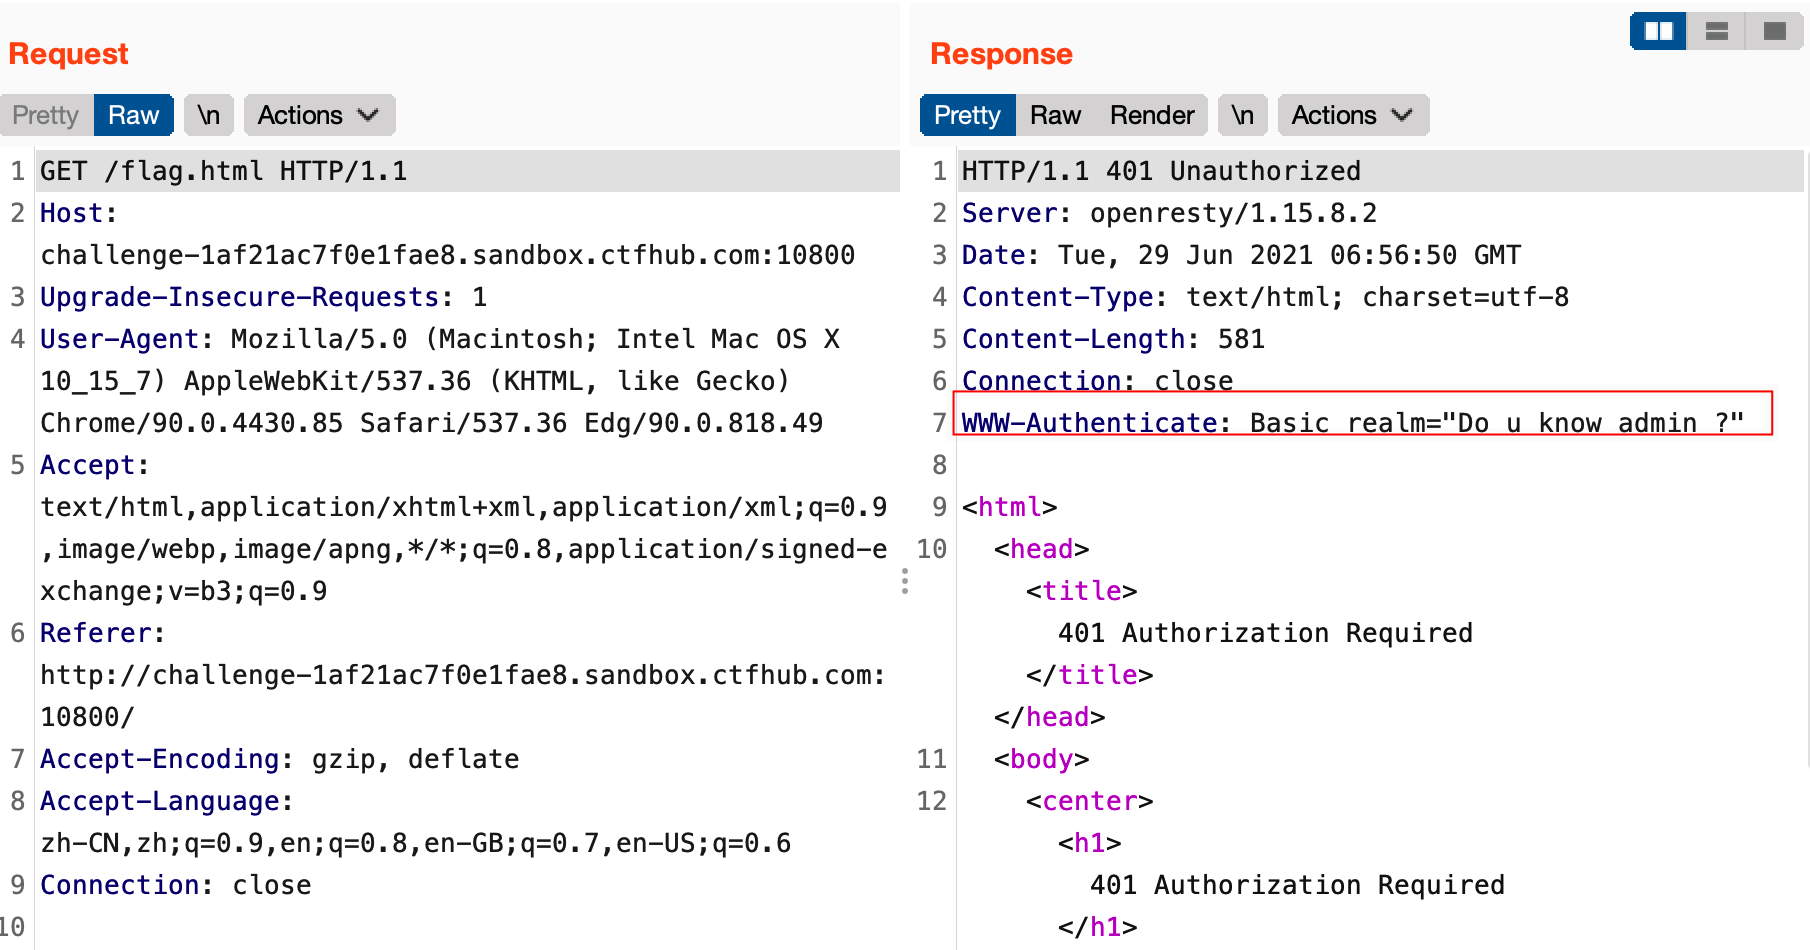 Request
Pretty Raw \n Actions
1 GET /flag.html HTTP/1.1
2 Host:
challenge-1af21ac7f0e1fae8.sandbox.ctfhub.com:10800
3 Upgrade-Insecure-Requests: 1
4 User-Agent: Mozilla/5.0 (Macintosh; Intel Mac OS X
10_15_7) AppleWebKit/537.36 (KHTML, like Gecko)
Chrome/90.0.4430.85 Safari/537.36 Edg/90.0.818.49
5 Accept:
text/html,application/xhtml+xml,application/xml;q=0.9
,image/webp,image/apng,*/*;q=0.8,application/signed-e
xchange;v=b3;q=0.9
6 Referer:
http://challenge-1af21ac7f0e1fae8.sandbox.ctfhub.com:
10800/
7 Accept-Encoding: gzip, deflate
8 Accept-Language:
zh-CN,zh;q=0.9,en;q=0.8,en-GB;q=0.7,en-US;q=0.6
9 Connection: close
10
Response
Pretty Raw Render \n Actions
1 HTTP/1.1 401 Unauthorized
2 Server: openresty/1.15.8.2
3 Date: Tue, 29 Jun 2021 06:56:50 GMT
4 Content-Type: text/html; charset=utf-8
5 Content-Length: 581
6 Connection: close
7 WWW-Authenticate: Basic realm="Do u know admin ?"
8
9 <html>
10 <head>
<title>
401 Authorization Required
</title>
</head>
11 <body>
12 <center>
<h1>
401 Authorization Required
</h1>